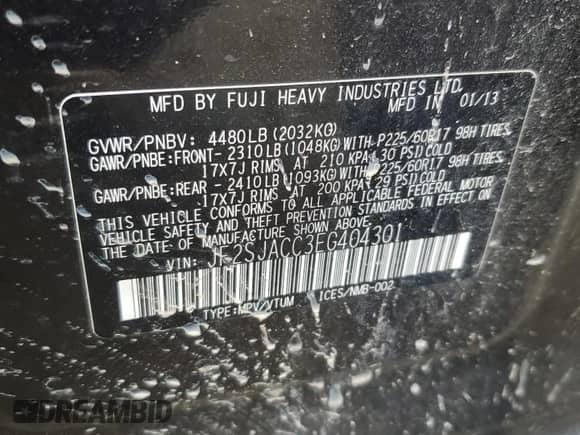 MFD BY FUJI HEAVY INDUSTRIES LTD.
MFD IN 01/13
GVWR/PNBV: 4480LB(2032KG)
GAWR/PNBE:FRONT- 2310LB(1048KG)WITH-P225/60R17 98H TIRES,
17X7J RIMS AT 210 KPA/30 PSI COLD
GAWR/PNBE:REAR - 2410LB(1093KG)WITH-P225/60R17 98H TIRES,
17X7J RIMS AT 200 KPA/29 PSI COLD
THIS VEHICLE CONFORMS TO ALL APPLICABLE FEDERAL MOTOR
VEHICLE SAFETY AND THEFT PREVENTION STANDARDS IN EFFECT ON
THE DATE OF MANUFACTURE SHOWN ABOVE.
VIN: JF2SJACC3EG404301
TYPE:MPV/VTUM ICES/NMB-002
DREAMBID